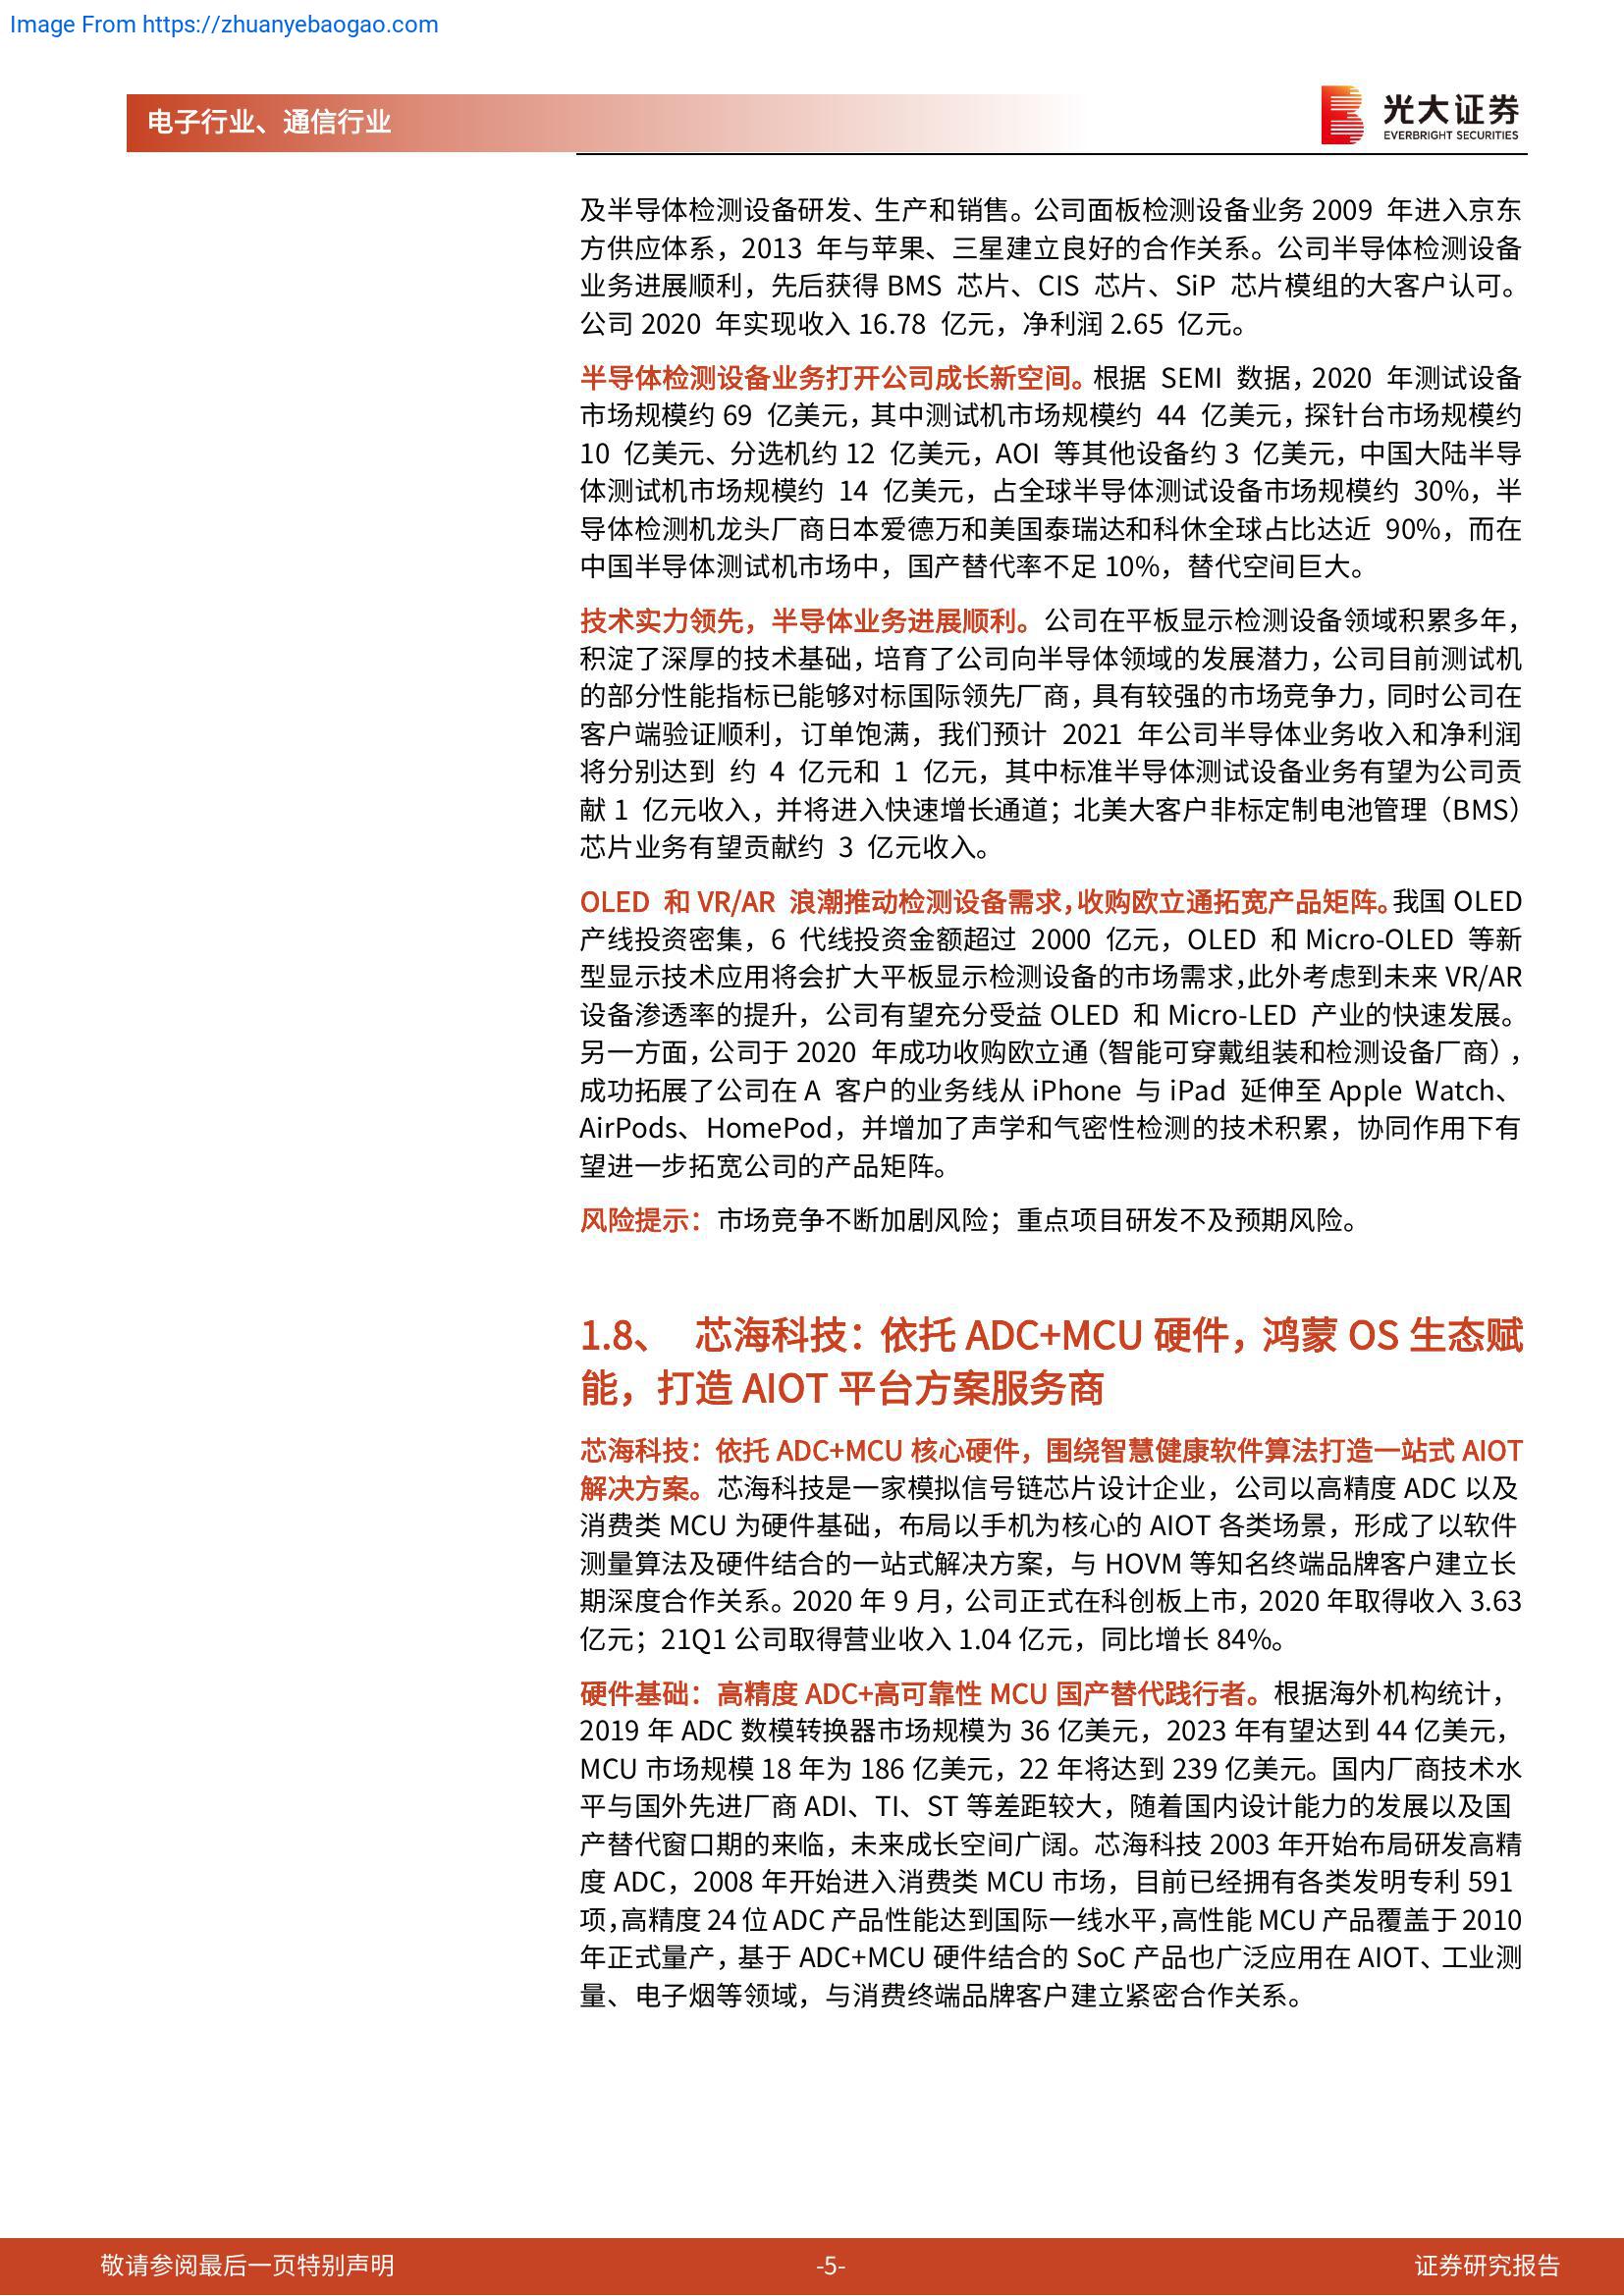 Image From https://zhuanyebaogao.com
电子行业、通信行业
光大证券
EVERBRIGHT SECURITIES
及半导体检测设备研发、生产和销售。公司面板检测设备业务 2009 年进入京东
方供应体系，2013 年与苹果、三星建立良好的合作关系。公司半导体检测设备
业务进展顺利，先后获得 BMS 芯片、CIS 芯片、SiP 芯片模组的大客户认可。
公司 2020 年实现收入 16.78 亿元，净利润 2.65 亿元。
半导体检测设备业务打开公司成长新空间。根据 SEMI 数据，2020 年测试设备
市场规模约 69 亿美元，其中测试机市场规模约 44 亿美元，探针台市场规模约
10 亿美元、分选机约 12 亿美元，AOI 等其他设备约 3 亿美元，中国大陆半导
体测试机市场规模约 14 亿美元，占全球半导体测试设备市场规模约 30%，半
导体检测机龙头厂商日本爱德万和美国泰瑞达和科休全球占比达近 90%，而在
中国半导体测试机市场中，国产替代率不足 10%，替代空间巨大。
技术实力领先，半导体业务进展顺利。公司在平板显示检测设备领域积累多年，
积淀了深厚的技术基础，培育了公司向半导体领域的发展潜力，公司目前测试机
的部分性能指标已能够对标国际领先厂商，具有较强的市场竞争力，同时公司在
客户端验证顺利，订单饱满，我们预计 2021 年公司半导体业务收入和净利润
将分别达到 约 4 亿元和 1 亿元，其中标准半导体测试设备业务有望为公司贡
献 1 亿元收入，并将进入快速增长通道；北美大客户非标定制电池管理（BMS）
芯片业务有望贡献约 3 亿元收入。
OLED 和 VR/AR 浪潮推动检测设备需求，收购欧立通拓宽产品矩阵。我国 OLED
产线投资密集，6 代线投资金额超过 2000 亿元，OLED 和 Micro-OLED 等新
型显示技术应用将会扩大平板显示检测设备的市场需求，此外考虑到未来 VR/AR
设备渗透率的提升，公司有望充分受益 OLED 和 Micro-LED 产业的快速发展。
另一方面，公司于 2020 年成功收购欧立通（智能可穿戴组装和检测设备厂商），
成功拓展了公司在 A 客户的业务线从 iPhone 与 iPad 延伸至 Apple Watch、
AirPods、HomePod，并增加了声学和气密性检测的技术积累，协同作用下有
望进一步拓宽公司的产品矩阵。
风险提示：市场竞争不断加剧风险；重点项目研发不及预期风险。
1.8、 芯海科技：依托 ADC+MCU 硬件，鸿蒙 OS 生态赋
能，打造 AIOT 平台方案服务商
芯海科技：依托 ADC+MCU 核心硬件，围绕智慧健康软件算法打造一站式 AIOT
解决方案。芯海科技是一家模拟信号链芯片设计企业，公司以高精度 ADC 以及
消费类 MCU 为硬件基础，布局以手机为核心的 AIOT 各类场景，形成了以软件
测量算法及硬件结合的一站式解决方案，与 HOVM 等知名终端品牌客户建立长
期深度合作关系。2020 年 9 月，公司正式在科创板上市，2020 年取得收入 3.63
亿元；21Q1 公司取得营业收入 1.04 亿元，同比增长 84%。
硬件基础：高精度 ADC+高可靠性 MCU 国产替代践行者。根据海外机构统计，
2019 年 ADC 数模转换器市场规模为 36 亿美元，2023 年有望达到 44 亿美元，
MCU 市场规模 18 年为 186 亿美元，22 年将达到 239 亿美元。国内厂商技术水
平与国外先进厂商 ADI、TI、ST 等差距较大，随着国内设计能力的发展以及国
产替代窗口期的来临，未来成长空间广阔。芯海科技 2003 年开始布局研发高精
度 ADC，2008 年开始进入消费类 MCU 市场，目前已经拥有各类发明专利 591
项，高精度 24 位 ADC 产品性能达到国际一线水平，高性能 MCU 产品覆盖于 2010
年正式量产，基于 ADC+MCU 硬件结合的 SoC 产品也广泛应用在 AIOT、工业测
量、电子烟等领域，与消费终端品牌客户建立紧密合作关系。
敬请参阅最后一页特别声明
-5-
证券研究报告